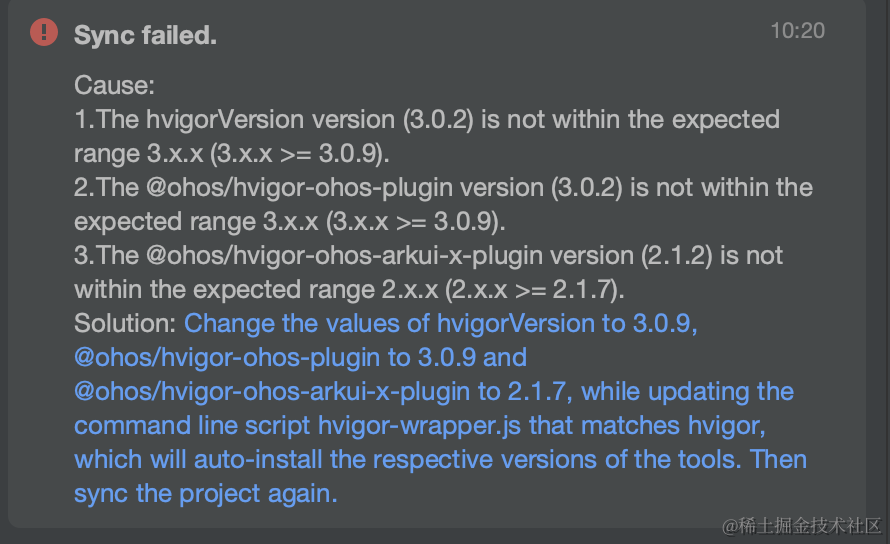 Sync failed. 10:20
Cause:
1.The hvigorVersion version (3.0.2) is not within the expected
range 3.x.x (3.x.x >= 3.0.9).
2.The @ohos/hvigor-ohos-plugin version (3.0.2) is not within the
expected range 3.x.x (3.x.x >= 3.0.9).
3.The @ohos/hvigor-ohos-arkui-x-plugin version (2.1.2) is not
within the expected range 2.x.x (2.x.x >= 2.1.7).
Solution: Change the values of hvigorVersion to 3.0.9,
@ohos/hvigor-ohos-plugin to 3.0.9 and
@ohos/hvigor-ohos-arkui-x-plugin to 2.1.7, while updating the
command line script hvigor-wrapper.js that matches hvigor,
which will auto-install the respective versions of the tools. Then
sync the project again.
@稀土掘金技术社区